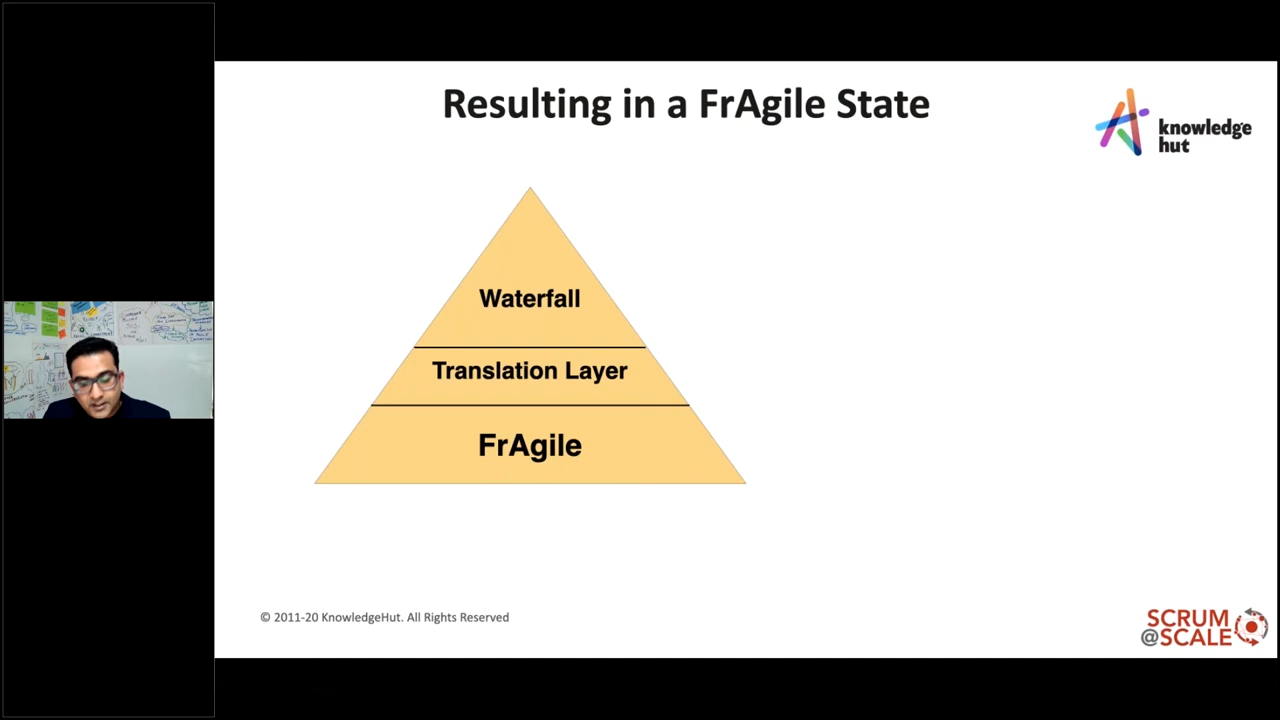 Resulting in a FrAgile State
knowledge
hut
Waterfall
Translation Layer
FrAgile
© 2011-20 KnowledgeHut. All Rights Reserved
SCRUM
@SCALE